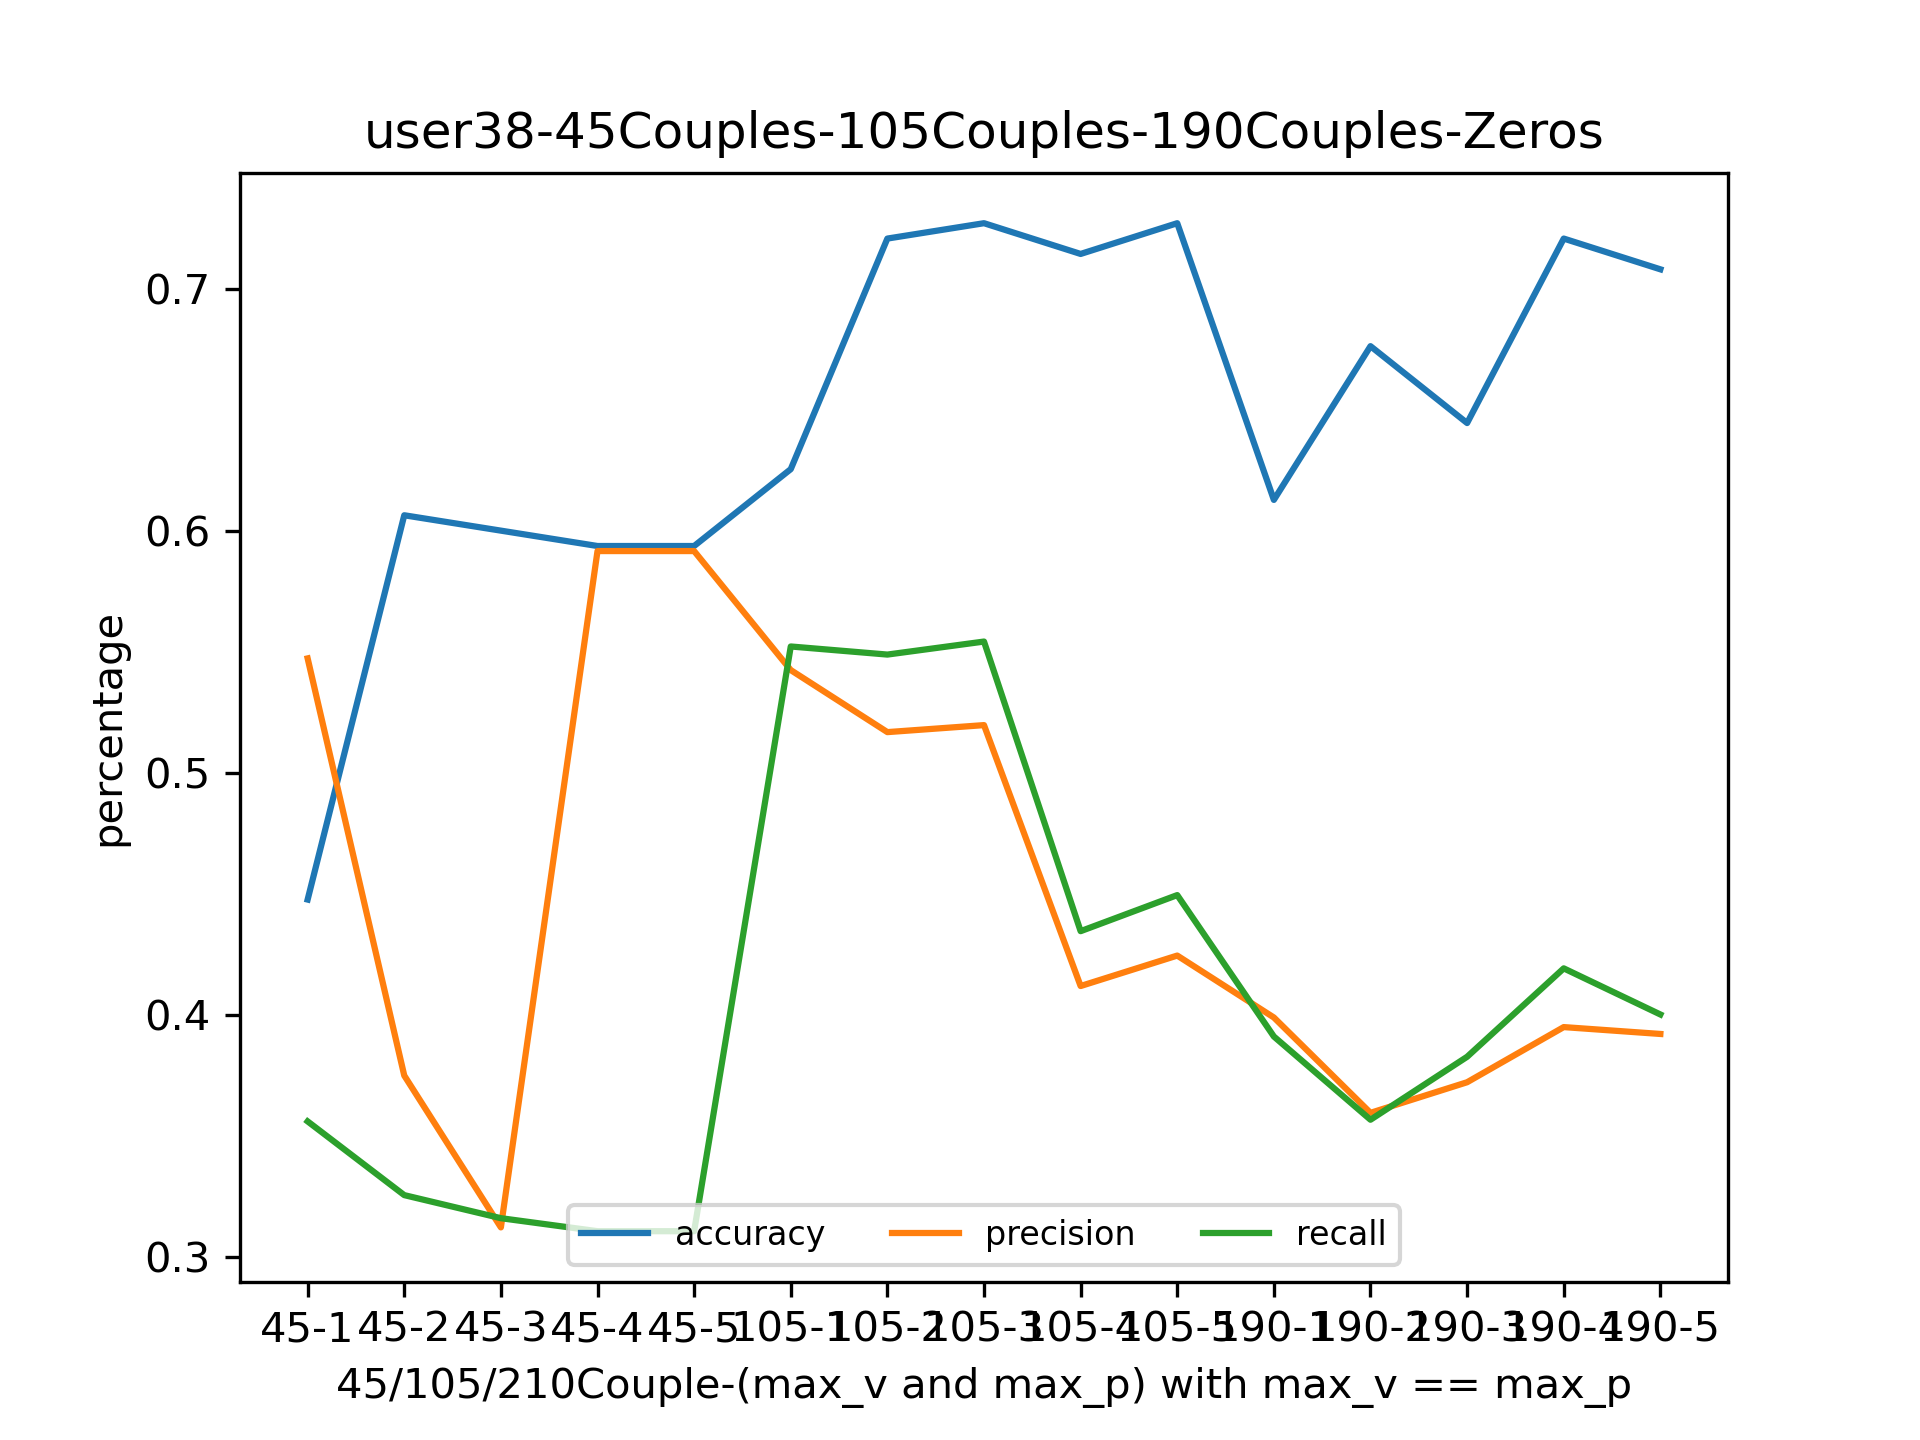 user38-45Couples-105Couples-190Couples-Zeros
percentage
0.7
0.6
0.5
0.4
0.3
accuracy precision recall
45-1 45-2 45-3 45-4 45-5 105-1 105-2 105-3 105-4 105-5 190-1 190-2 190-3 190-4 190-5
45/105/210Couple-(max_v and max_p) with max_v == max_p